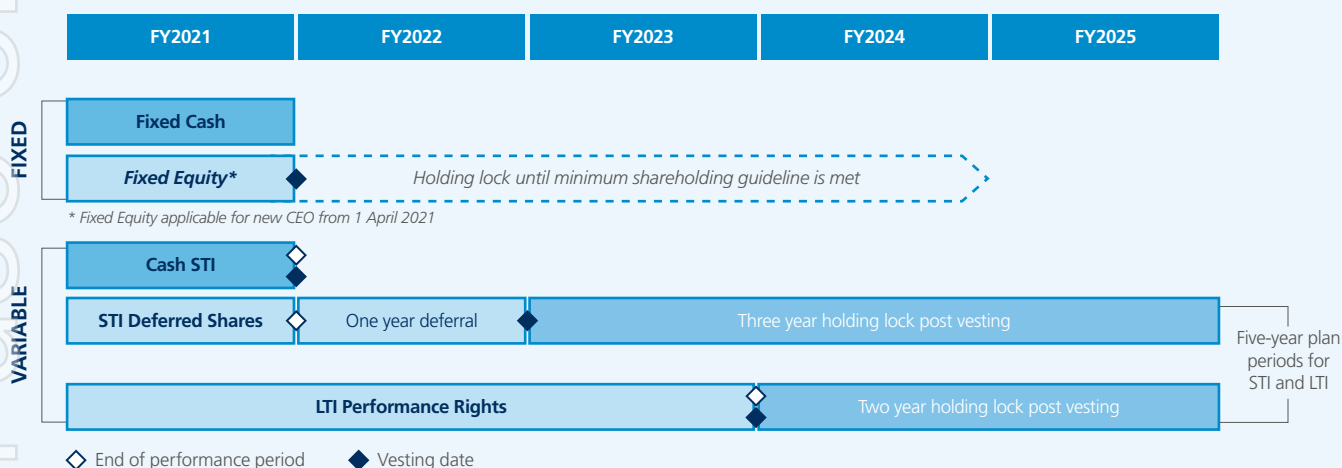 FY2021 FY2022 FY2023 FY2024 FY2025
FIXED
Fixed Cash
Fixed Equity* Holding lock until minimum shareholding guideline is met
* Fixed Equity applicable for new CEO from 1 April 2021
VARIABLE
Cash STI
STI Deferred Shares One year deferral Three year holding lock post vesting
Five-year plan
periods for
STI and LTI
LTI Performance Rights Two year holding lock post vesting
End of performance period Vesting date